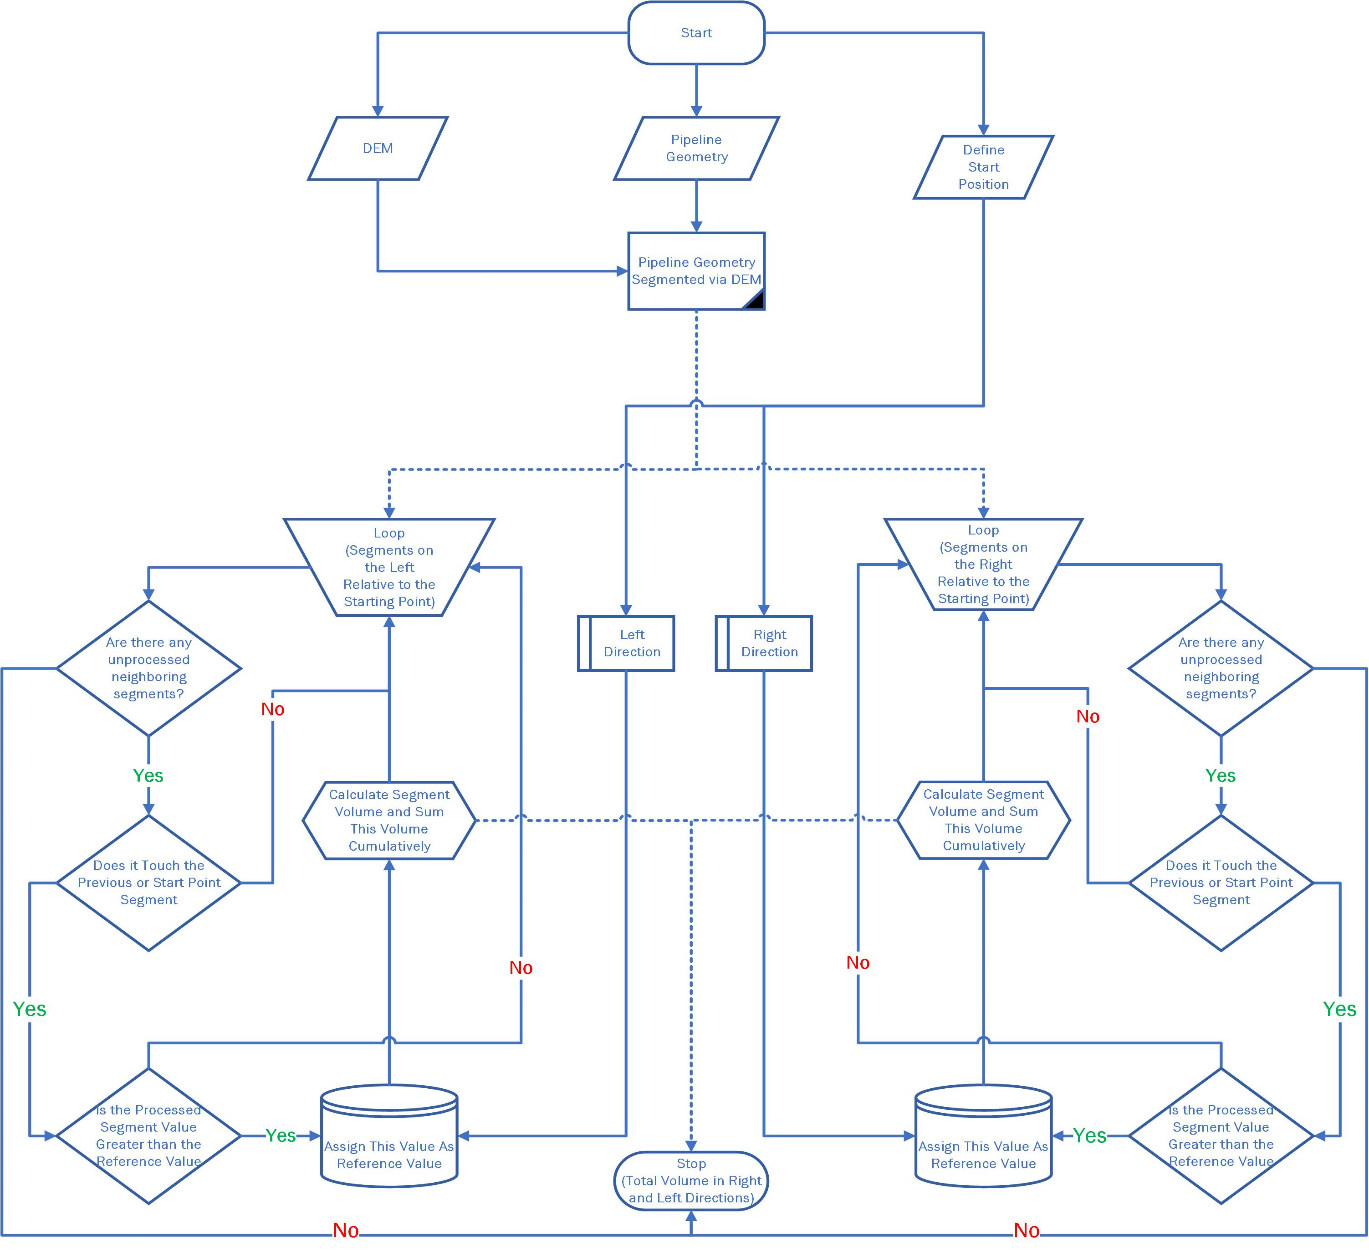 Start
DEM
Pipeline
Geometry
Define
Start
Position
Pipeline Geometry
Segmented via DEM
Loop
(Segments on
the Left
Relative to the
Starting Point)
Loop
(Segments on
the Right
Relative to the
Starting Point)
Are there any
unprocessed
neighboring
segments?
Left
Direction
Right
Direction
Are there any
unprocessed
neighboring
segments?
No
No
Yes
Yes
Calculate Segment
Volume and Sum
This Volume
Cumulatively
Calculate Segment
Volume and Sum
This Volume
Cumulatively
Does it Touch the
Previous or Start Point
Segment
Does it Touch the
Previous or Start Point
Segment
No
No
Yes
Yes
Is the Processed
Segment Value
Greater than the
Reference Value
Yes
Assign This Value As
Reference Value
Stop
(Total Volume in Right
and Left Directions)
Assign This Value As
Reference Value
Yes
Is the Processed
Segment Value
Greater than the
Reference Value
No
No